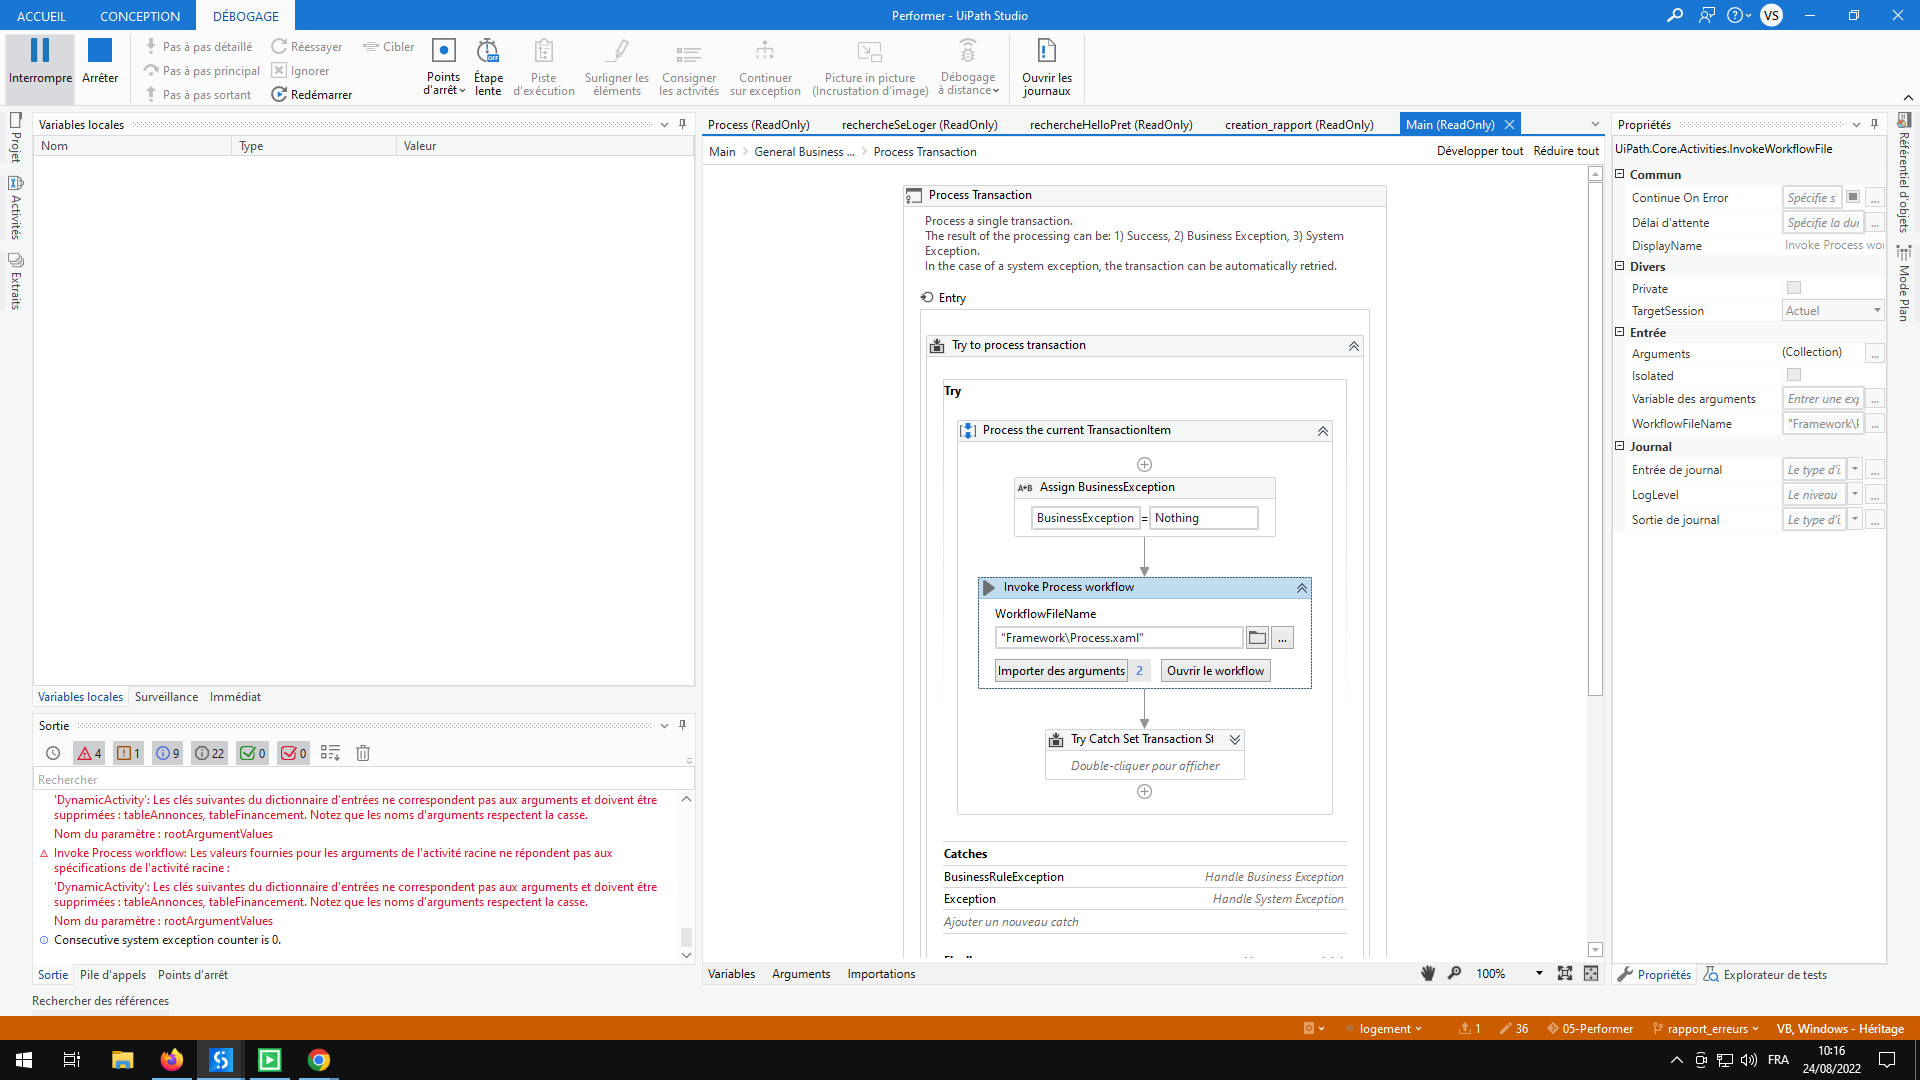 ACCUEIL CONCEPTION DÉBOGAGE Performer - UiPath Studio VS
Interrompre
Arrêter
Pas à pas détaillé
Pas à pas principal
Pas à pas sortant
Réessayer
Ignorer
Redémarrer
Cibler
Points d'arrêt
Étape lente
OFF
Piste d'exécution
Surligner les éléments
Consigner les activités
Continuer sur exception
Picture in picture (Incrustation d'image)
Débogage à distance
Ouvrir les journaux
Projet
Activités
Extraits
Variables locales
Nom Type Valeur
Variables locales Surveillance Immédiat
Sortie
4 1 9 22 0 0
Rechercher
'DynamicActivity': Les clés suivantes du dictionnaire d'entrées ne correspondent pas aux arguments et doivent être
supprimées : tableAnnonces, tableFinancement. Notez que les noms d'arguments respectent la casse.
Nom du paramètre : rootArgumentValues
Invoke Process workflow: Les valeurs fournies pour les arguments de l'activité racine ne répondent pas aux
spécifications de l'activité racine :
'DynamicActivity': Les clés suivantes du dictionnaire d'entrées ne correspondent pas aux arguments et doivent être
supprimées : tableAnnonces, tableFinancement. Notez que les noms d'arguments respectent la casse.
Nom du paramètre : rootArgumentValues
Consecutive system exception counter is 0.
Sortie Pile d'appels Points d'arrêt
Rechercher des références
Process (ReadOnly) rechercheSeLoger (ReadOnly) rechercheHelloPret (ReadOnly) creation_rapport (ReadOnly) Main (ReadOnly)
Main General Business ... Process Transaction Développer tout Réduire tout
Process Transaction
Process a single transaction.
The result of the processing can be: 1) Success, 2) Business Exception, 3) System
Exception.
In the case of a system exception, the transaction can be automatically retried.
Entry
Try to process transaction
Try
Process the current TransactionItem
A+B Assign BusinessException
BusinessException = Nothing
Invoke Process workflow
WorkflowFileName
"Framework\Process.xaml" ...
Importer des arguments 2 Ouvrir le workflow
Try Catch Set Transaction St
Double-cliquer pour afficher
Catches
BusinessRuleException Handle Business Exception
Exception Handle System Exception
Ajouter un nouveau catch
Variables Arguments Importations 100%
Propriétés
UiPath.Core.Activities.InvokeWorkflowFile
Commun
Continue On Error Spécifie s ...
Délai d'attente Spécifie la dur ...
DisplayName Invoke Process wor
Divers
Private
TargetSession Actuel
Entrée
Arguments (Collection) ...
Isolated
Variable des arguments Entrer une exp ...
WorkflowFileName "Framework\P ...
Journal
Entrée de journal Le type d'i. ...
LogLevel Le niveau ...
Sortie de journal Le type d'i. ...
Propriétés Explorateur de tests
Référentiel d'objets
Mode Plan
logement 1 36 05-Performer rapport_erreurs VB, Windows - Héritage
FRA
10:16
24/08/2022